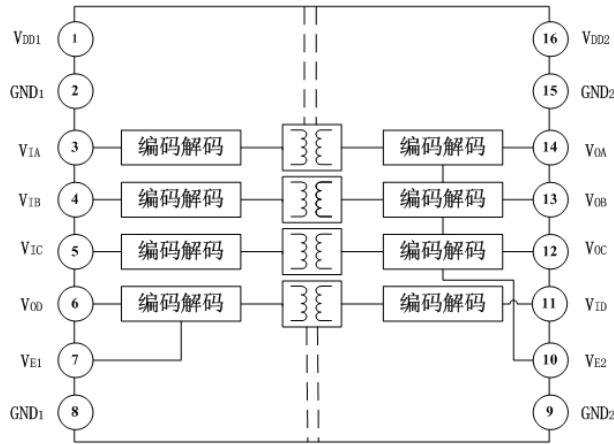 VDD1 1 16 VDD2
GND1 2 15 GND2
VIA 3 编码解码 编码解码 14 VOA
VIB 4 编码解码 编码解码 13 VOB
VIC 5 编码解码 编码解码 12 VOC
VOD 6 编码解码 编码解码 11 VID
VE1 7 10 VE2
GND1 8 9 GND2